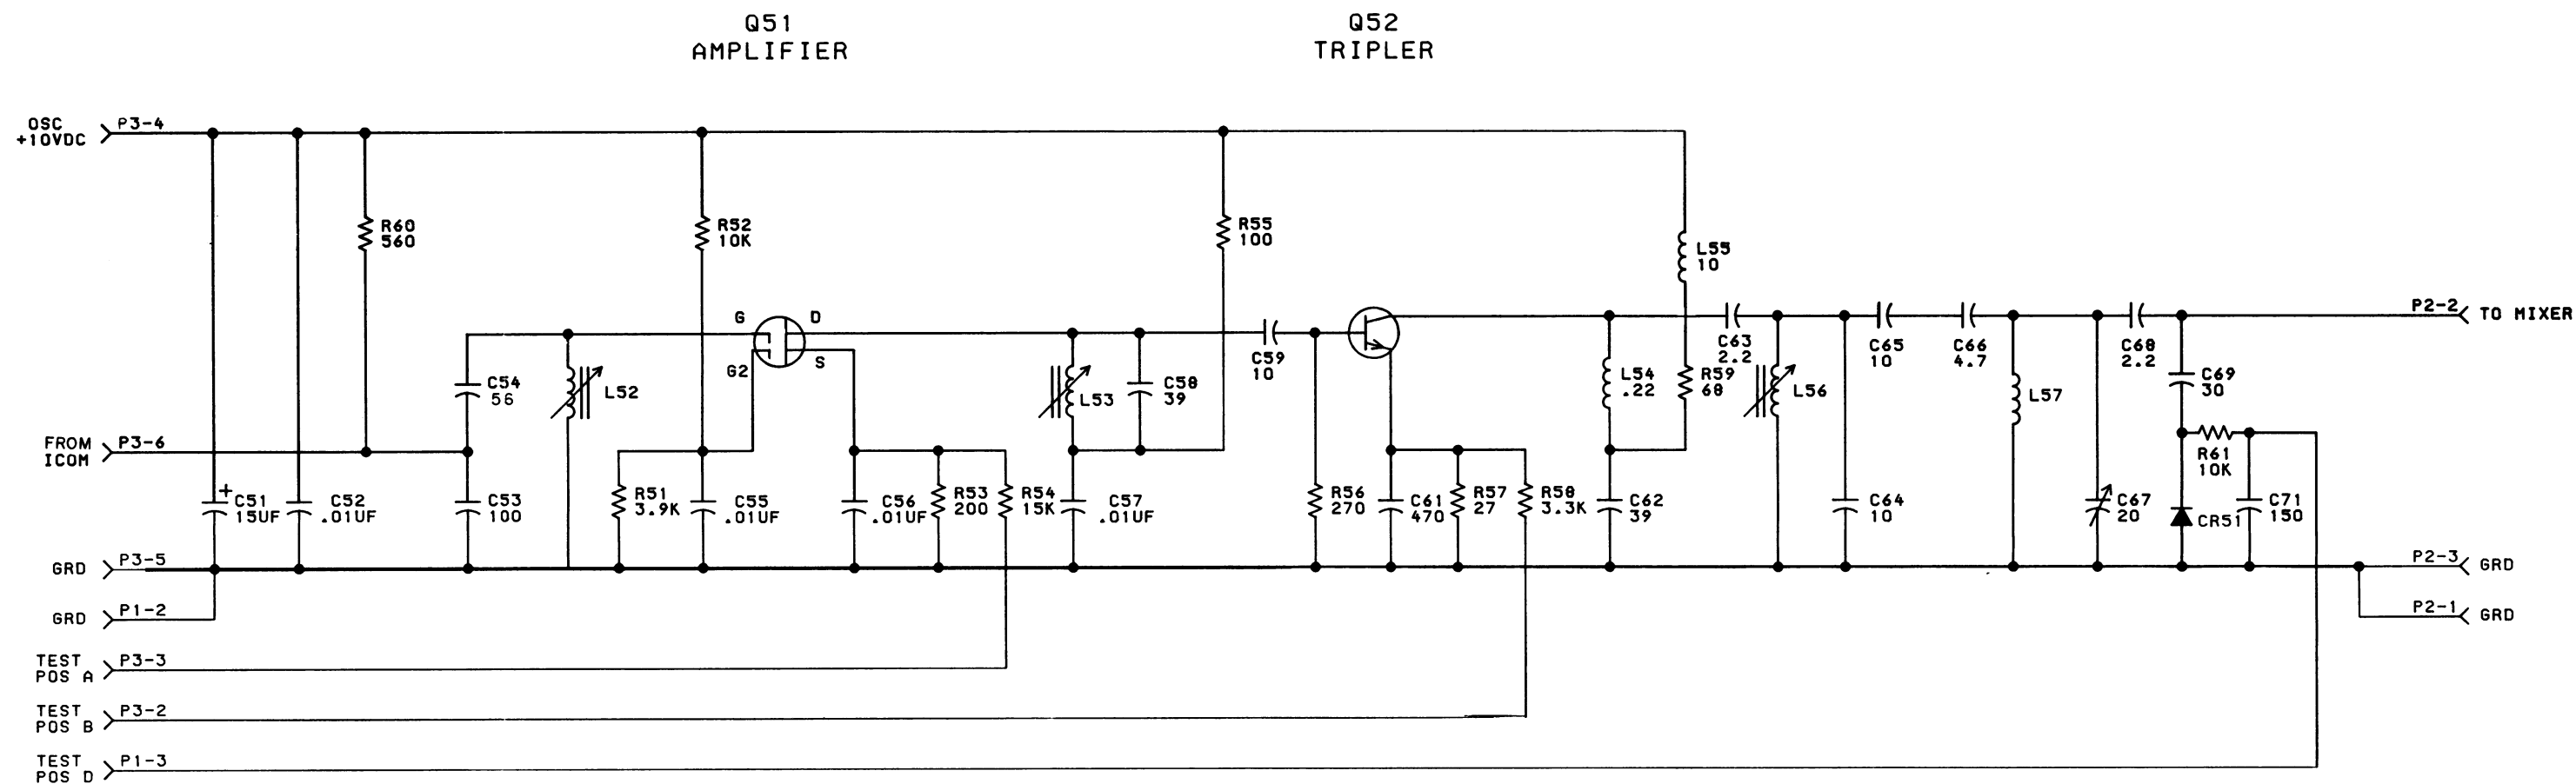 Q51
AMPLIFIER
Q52
TRIPLER
OSC
+10VDC
P3-4
R60
560
R52
10K
R55
100
L55
10
P2-2
TO MIXER
G
D
G2
S
C54
56
L52
L53
C58
39
C59
10
L54
.22
R59
68
C63
2.2
L56
C65
10
C66
4.7
L57
C68
2.2
C69
30
FROM
ICOM
P3-6
R61
10K
+
C51
15UF
C52
.01UF
C53
100
R51
3.9K
C55
.01UF
C56
.01UF
R53
200
R54
15K
C57
.01UF
R56
270
C61
470
R57
27
R58
3.3K
C62
39
C64
10
C67
20
CR51
C71
150
GRD
P3-5
P2-3
GRD
GRD
P1-2
P2-1
GRD
TEST
POS A
P3-3
TEST
POS B
P3-2
TEST
POS D
P1-3